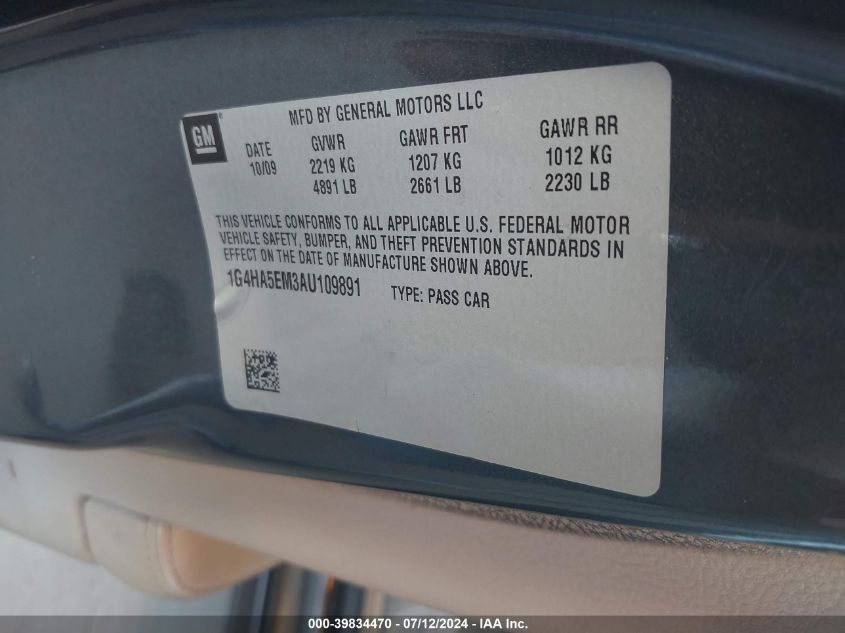 GM
MFD BY GENERAL MOTORS LLC
DATE GVWR GAWR FRT GAWR RR
10/09 2219 KG 1207 KG 1012 KG
4891 LB 2661 LB 2230 LB
THIS VEHICLE CONFORMS TO ALL APPLICABLE U.S. FEDERAL MOTOR
VEHICLE SAFETY, BUMPER, AND THEFT PREVENTION STANDARDS IN
EFFECT ON THE DATE OF MANUFACTURE SHOWN ABOVE.
1G4HA5EM3AU109891 TYPE: PASS CAR
000-39834470 - 07/12/2024 - IAA Inc.